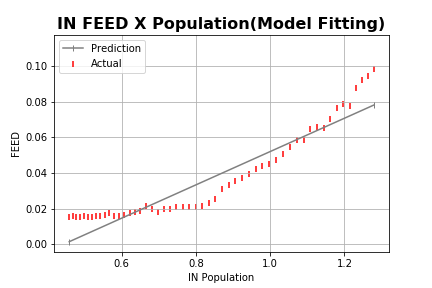 IN FEED X Population(Model Fitting)
Prediction
Actual
0.10
0.08
0.06
0.04
0.02
0.00
FEED
0.6
0.8
1.0
1.2
IN Population